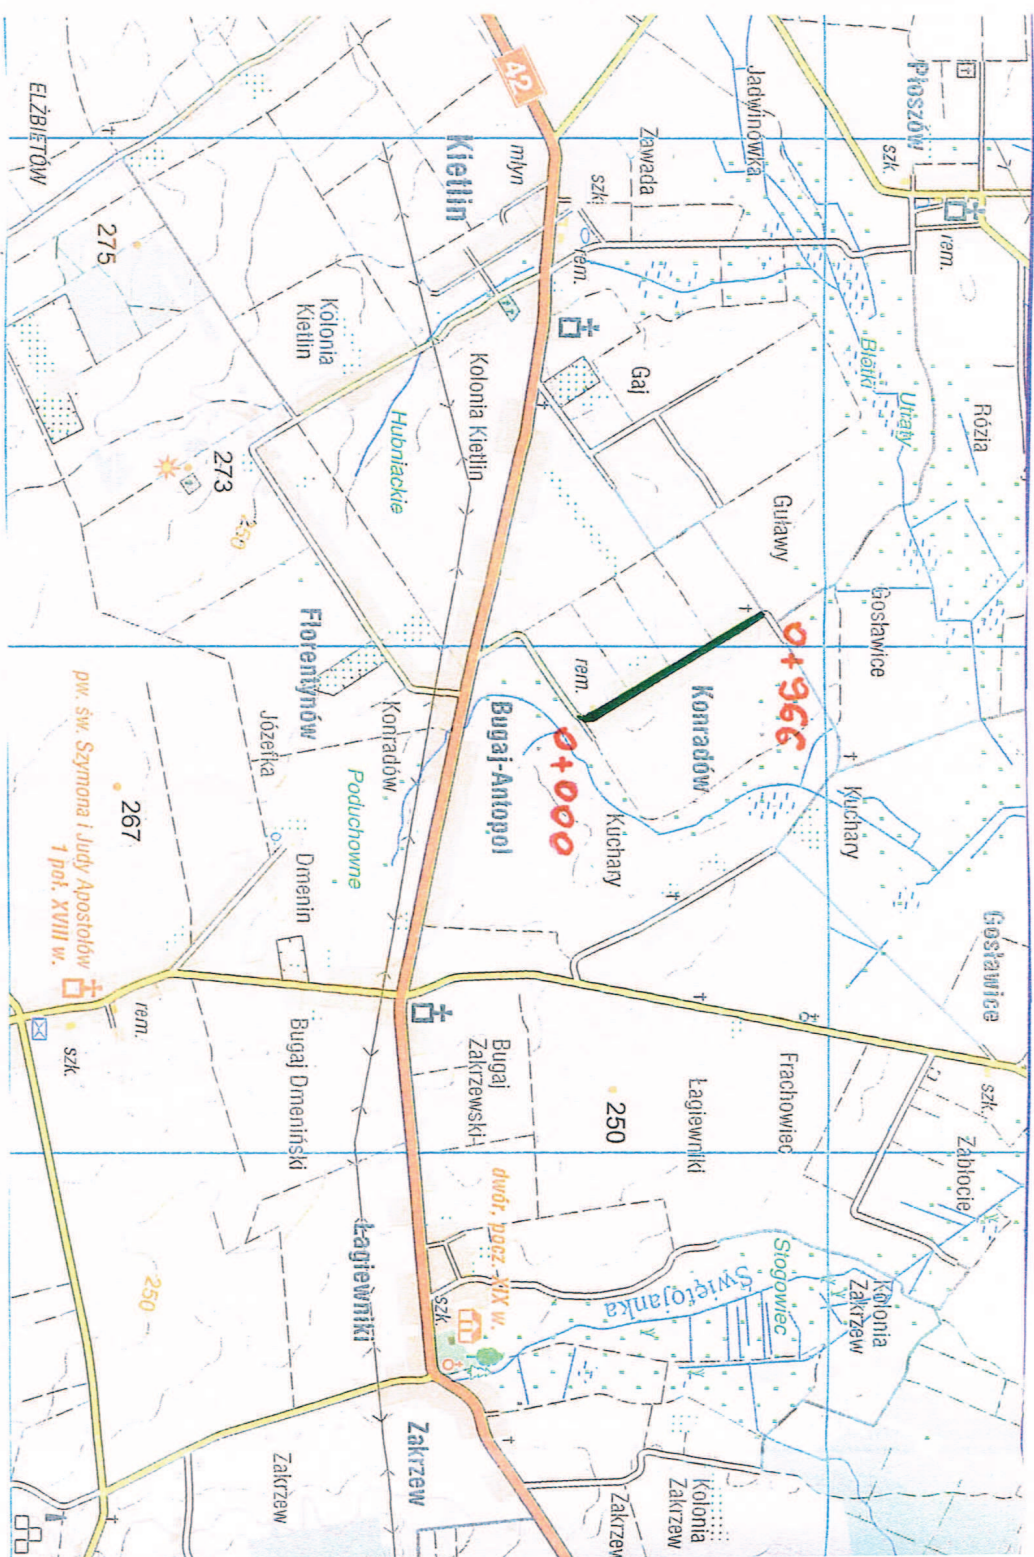 Płoszów
szk.
rem.
Jadwinówka
Zawada
szk.
rem.
42
młyn
Kietlin
ELŻBIETÓW
275
Kolonia
Kietlin
273
250
Hubniackie
Kolonia Kietlin
Gaj
Błatki
Utraty
Rózia
Guławy
Gosławice
0+966
Konradów
rem.
0+000
Kuchary
Kuchary
Gosławice
Bugaj-Antopol
Florentynów
Konradów
Józefka
Poduchowne
267
Dmenin
pw. św. Szymona i Judy Apostołów
1 poł. XVIII w.
rem.
szk.
Bugaj Dmeniński
Bugaj
Zakrzewski
250
Łagiewniki
Frachowiec
szk.
Zabłocie
dwór, pocz. XIX w.
szk.
Łagiewniki
250
Świętojanka
Stogowiec
Kolonia
Zakrzew
Zakrzew
Zakrzew
Zakrzew
Kolonia
Zakrzew